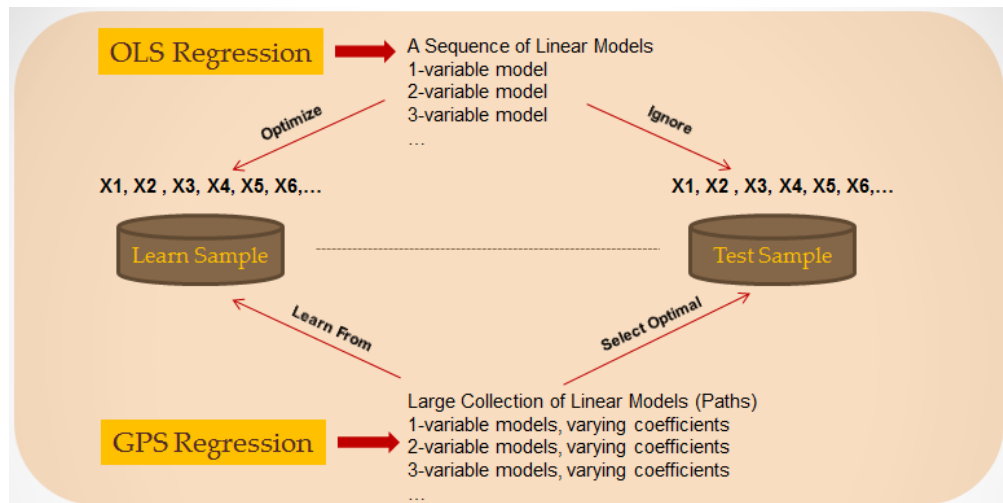 OLS Regression
A Sequence of Linear Models
1-variable model
2-variable model
3-variable model
…
Optimize
Ignore
X1, X2 , X3, X4, X5, X6,…
X1, X2 , X3, X4, X5, X6,…
Learn Sample
Test Sample
Learn From
Select Optimal
GPS Regression
Large Collection of Linear Models (Paths)
1-variable models, varying coefficients
2-variable models, varying coefficients
3-variable models, varying coefficients
…